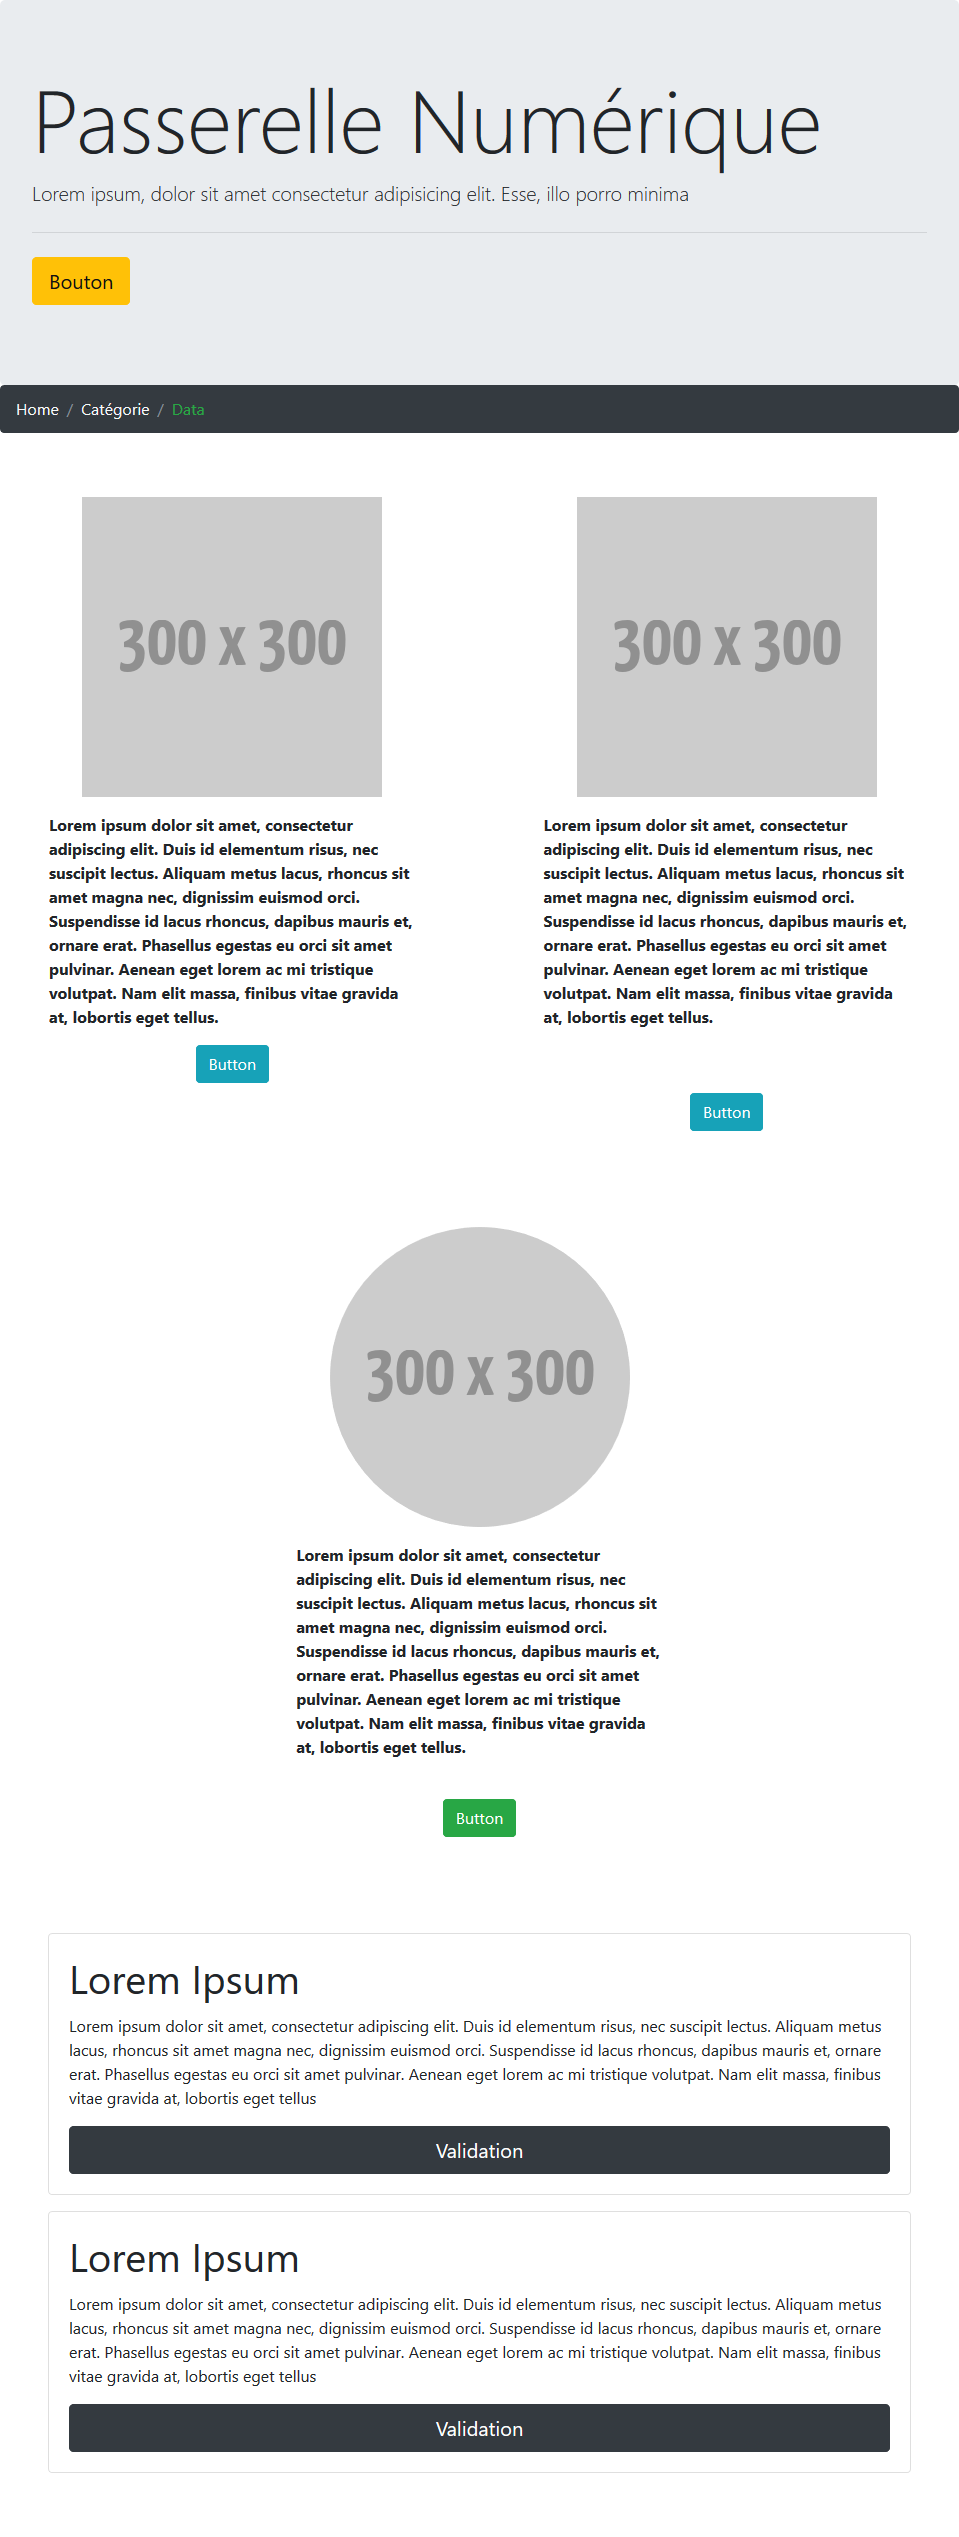 Passerelle Numérique
Lorem ipsum, dolor sit amet consectetur adipisicing elit. Esse, illo porro minima
Bouton
Home / Catégorie / Data
300 x 300
Lorem ipsum dolor sit amet, consectetur
adipiscing elit. Duis id elementum risus, nec
suscipit lectus. Aliquam metus lacus, rhoncus sit
amet magna nec, dignissim euismod orci.
Suspendisse id lacus rhoncus, dapibus mauris et,
ornare erat. Phasellus egestas eu orci sit amet
pulvinar. Aenean eget lorem ac mi tristique
volutpat. Nam elit massa, finibus vitae gravida
at, lobortis eget tellus.
Button
300 x 300
Lorem ipsum dolor sit amet, consectetur
adipiscing elit. Duis id elementum risus, nec
suscipit lectus. Aliquam metus lacus, rhoncus sit
amet magna nec, dignissim euismod orci.
Suspendisse id lacus rhoncus, dapibus mauris et,
ornare erat. Phasellus egestas eu orci sit amet
pulvinar. Aenean eget lorem ac mi tristique
volutpat. Nam elit massa, finibus vitae gravida
at, lobortis eget tellus.
Button
300 x 300
Lorem ipsum dolor sit amet, consectetur
adipiscing elit. Duis id elementum risus, nec
suscipit lectus. Aliquam metus lacus, rhoncus sit
amet magna nec, dignissim euismod orci.
Suspendisse id lacus rhoncus, dapibus mauris et,
ornare erat. Phasellus egestas eu orci sit amet
pulvinar. Aenean eget lorem ac mi tristique
volutpat. Nam elit massa, finibus vitae gravida
at, lobortis eget tellus.
Button
Lorem Ipsum
Lorem ipsum dolor sit amet, consectetur adipiscing elit. Duis id elementum risus, nec suscipit lectus. Aliquam metus
lacus, rhoncus sit amet magna nec, dignissim euismod orci. Suspendisse id lacus rhoncus, dapibus mauris et, ornare
erat. Phasellus egestas eu orci sit amet pulvinar. Aenean eget lorem ac mi tristique volutpat. Nam elit massa, finibus
vitae gravida at, lobortis eget tellus
Validation
Lorem Ipsum
Lorem ipsum dolor sit amet, consectetur adipiscing elit. Duis id elementum risus, nec suscipit lectus. Aliquam metus
lacus, rhoncus sit amet magna nec, dignissim euismod orci. Suspendisse id lacus rhoncus, dapibus mauris et, ornare
erat. Phasellus egestas eu orci sit amet pulvinar. Aenean eget lorem ac mi tristique volutpat. Nam elit massa, finibus
vitae gravida at, lobortis eget tellus
Validation